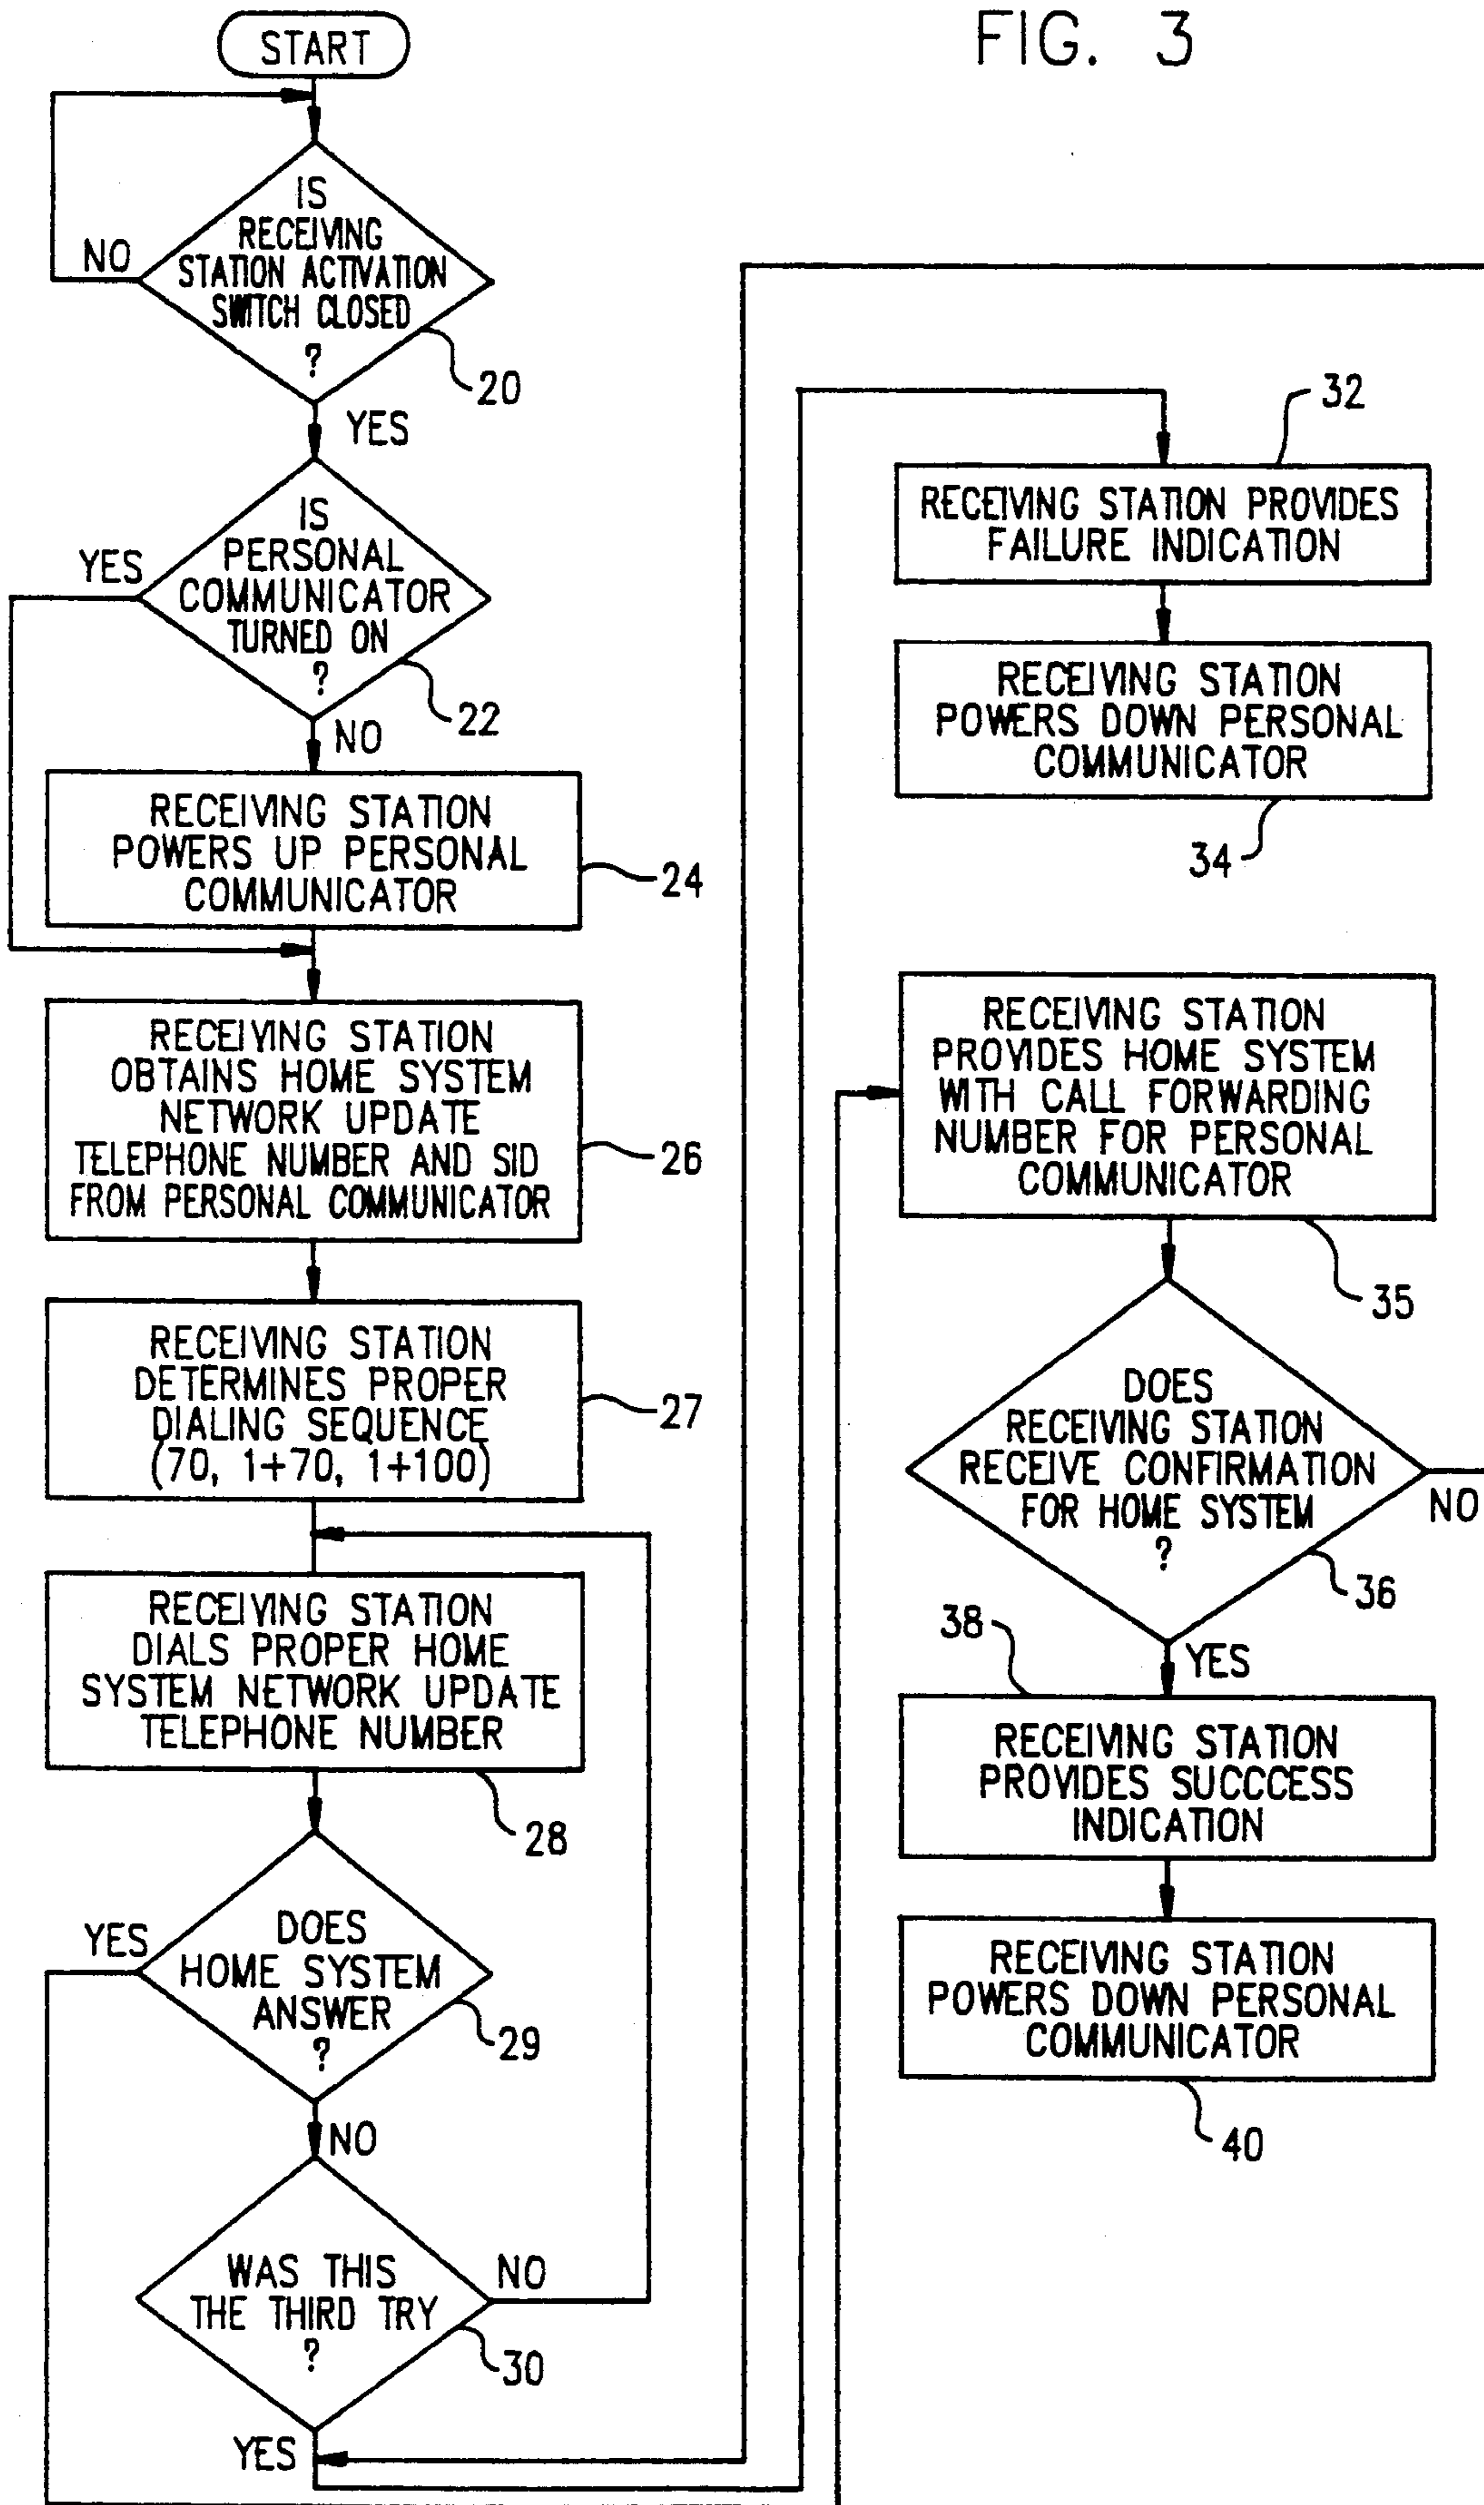 FIG. 3
START
IS
RECEIVING
STATION ACTIVATION
SWITCH CLOSED
?
NO
20
YES
IS
PERSONAL
COMMUNICATOR
TURNED ON
?
YES
22
NO
RECEIVING STATION
POWERS UP PERSONAL
COMMUNICATOR
24
RECEIVING STATION
OBTAINS HOME SYSTEM
NETWORK UPDATE
TELEPHONE NUMBER AND SID
FROM PERSONAL COMMUNICATOR
26
RECEIVING STATION
DETERMINES PROPER
DIALING SEQUENCE
(70, 1+70, 1+100)
27
RECEIVING STATION
DIALS PROPER HOME
SYSTEM NETWORK UPDATE
TELEPHONE NUMBER
28
DOES
HOME SYSTEM
ANSWER
?
YES
29
NO
WAS THIS
THE THIRD TRY
?
NO
30
YES
32
RECEIVING STATION PROVIDES
FAILURE INDICATION
RECEIVING STATION
POWERS DOWN PERSONAL
COMMUNICATOR
34
RECEIVING STATION
PROVIDES HOME SYSTEM
WITH CALL FORWARDING
NUMBER FOR PERSONAL
COMMUNICATOR
35
DOES
RECEIVING STATION
RECEIVE CONFIRMATION
FOR HOME SYSTEM
?
NO
36
38
YES
RECEIVING STATION
PROVIDES SUCCCESS
INDICATION
RECEIVING STATION
POWERS DOWN PERSONAL
COMMUNICATOR
40